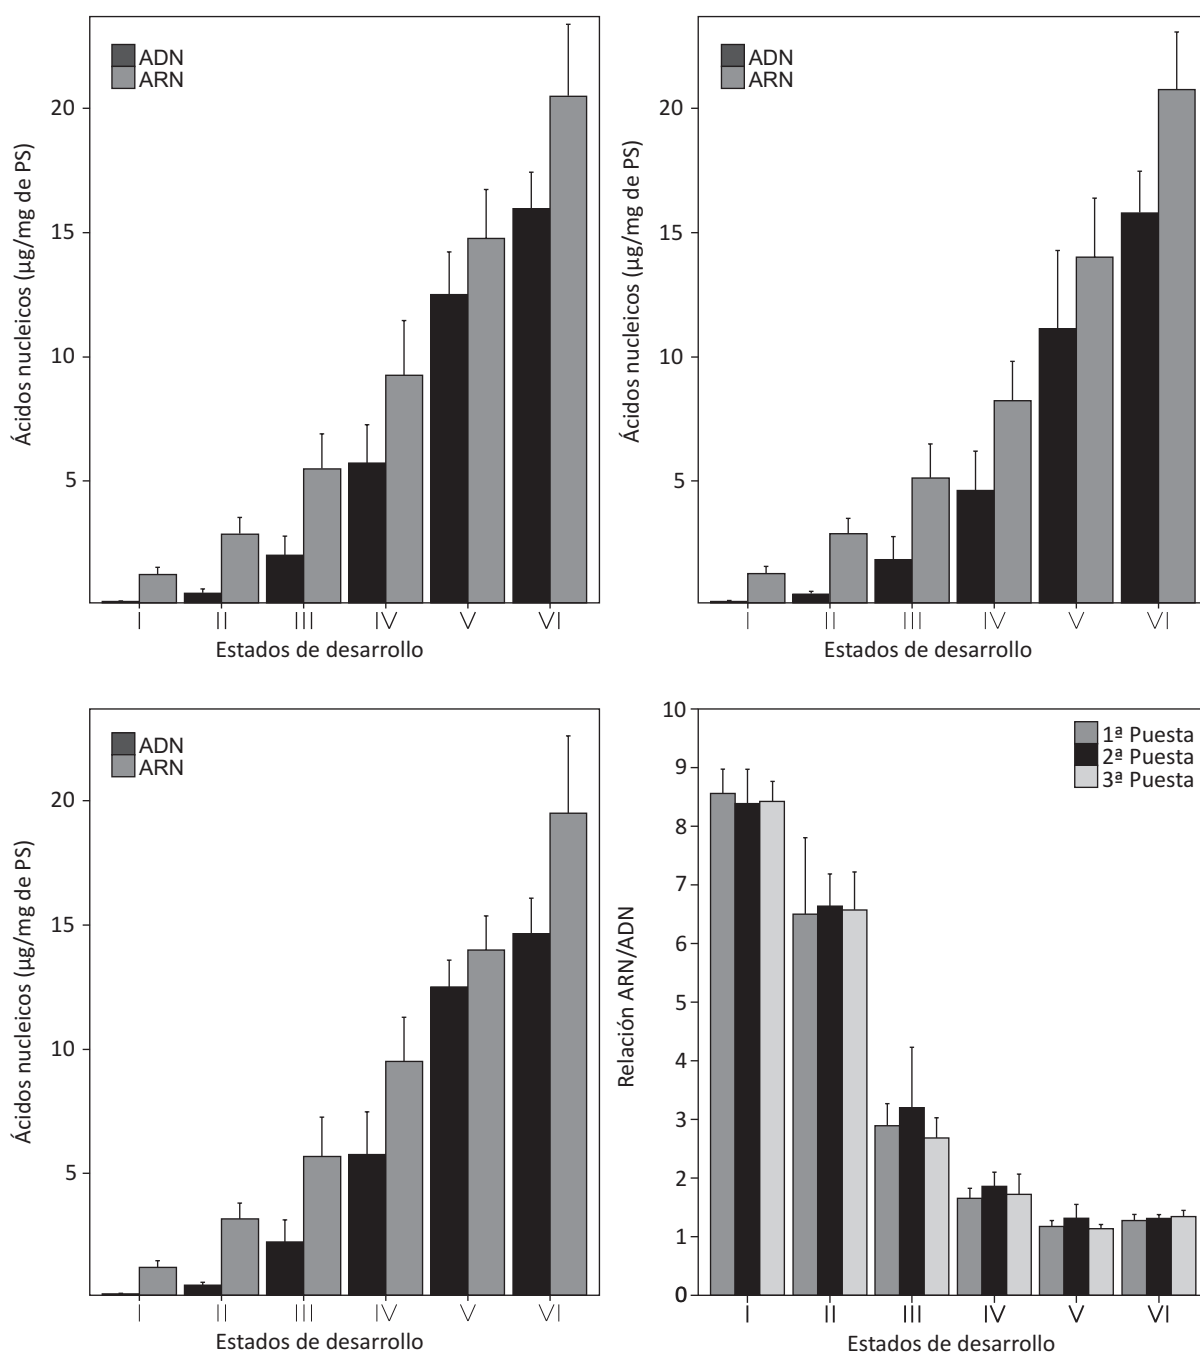 ADN
ARN
20
15
10
5
Ácidos nucleicos (µg/mg de PS)
I II III IV V VI
Estados de desarrollo
ADN
ARN
20
15
10
5
Ácidos nucleicos (µg/mg de PS)
I II III IV V VI
Estados de desarrollo
ADN
ARN
20
15
10
5
Ácidos nucleicos (µg/mg de PS)
I II III IV V VI
Estados de desarrollo
1ª Puesta
2ª Puesta
3ª Puesta
10
9
8
7
6
5
4
3
2
1
0
Relación ARN/ADN
I II III IV V VI
Estados de desarrollo